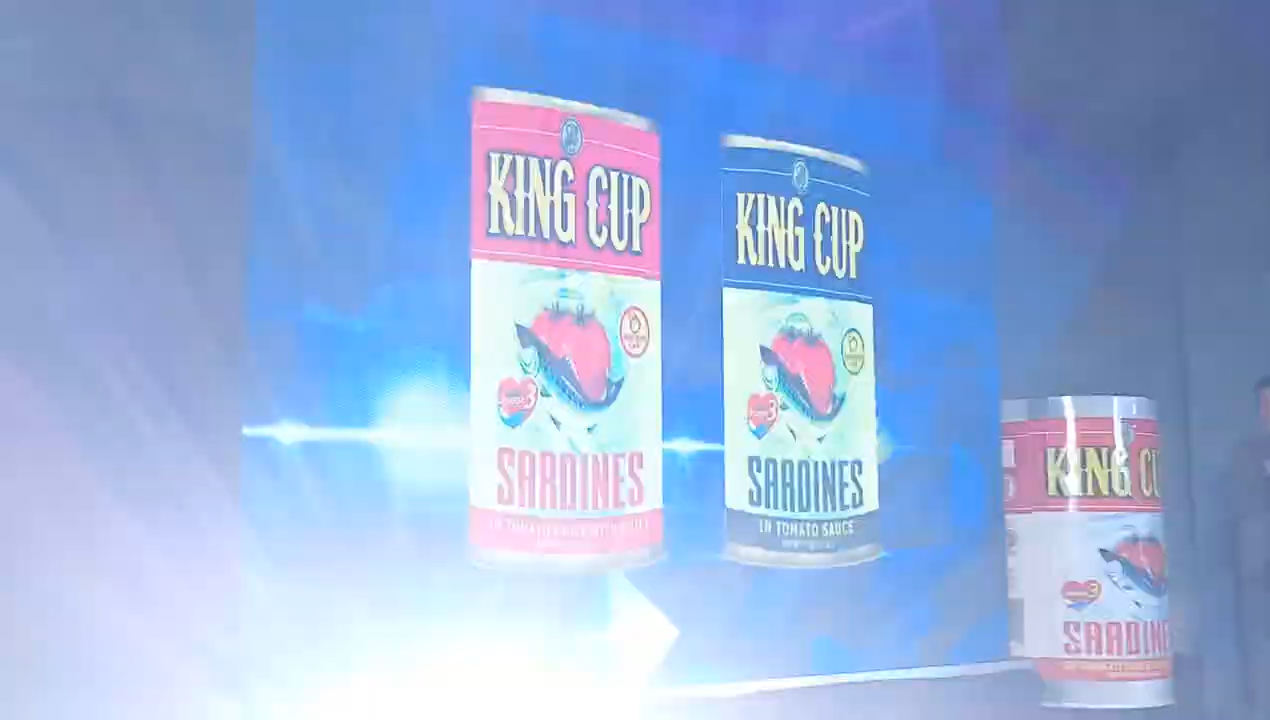 KING CUP
SARDINES
KING CUP
SARDINES
IN TOMATO SAUCE
KING CU
SARDINE